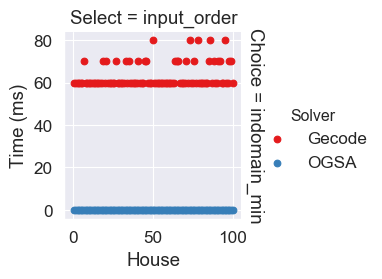 Select = input_order
80
60
40
20
0
Time (ms)
0
50
100
House
Choice = indomain_min
Solver
Gecode
OGSA